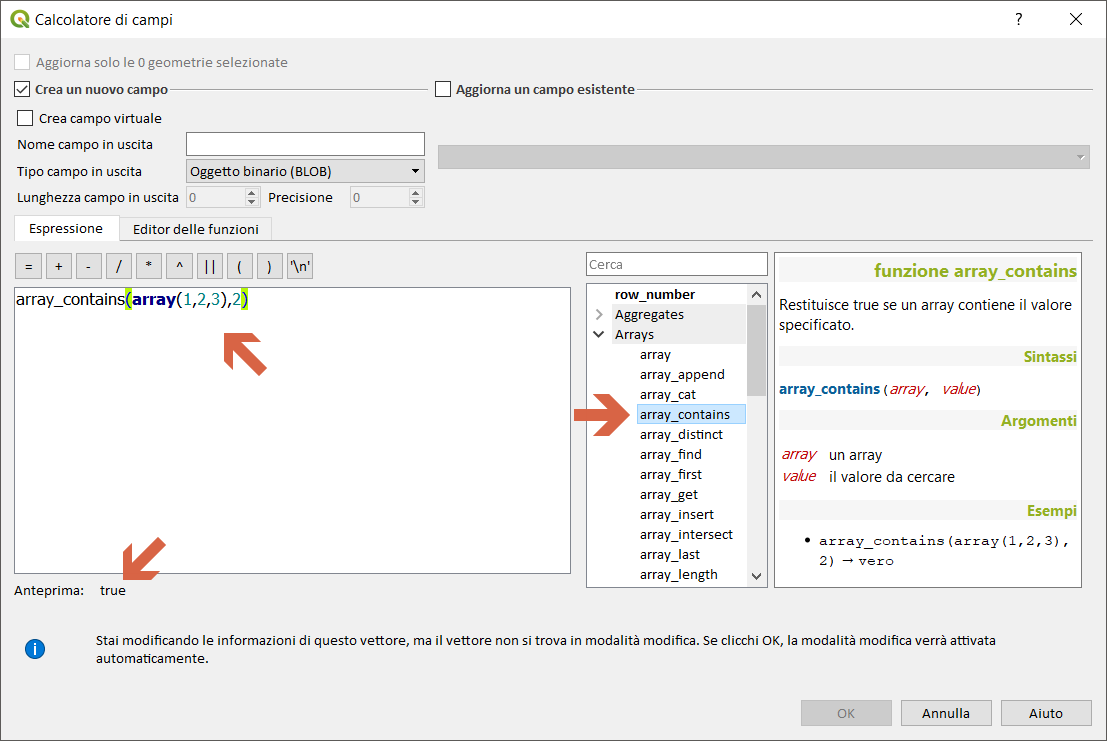 Calcolatore di campi
?
Aggiorna solo le 0 geometrie selezionate
Crea un nuovo campo
Aggiorna un campo esistente
Crea campo virtuale
Nome campo in uscita
Tipo campo in uscita Oggetto binario (BLOB)
Lunghezza campo in uscita 0 Precisione 0
Espressione Editor delle funzioni
= + - / * ^ || ( ) '\n'
array_contains(array(1,2,3),2)
Anteprima: true
Cerca
row_number
Aggregates
Arrays
array
array_append
array_cat
array_contains
array_distinct
array_find
array_first
array_get
array_insert
array_intersect
array_last
array_length
funzione array_contains
Restituisce true se un array contiene il valore
specificato.
Sintassi
array_contains(array, value)
Argomenti
array un array
value il valore da cercare
Esempi
• array_contains(array(1,2,3),
2) → vero
i
Stai modificando le informazioni di questo vettore, ma il vettore non si trova in modalità modifica. Se clicchi OK, la modalità modifica verrà attivata
automaticamente.
OK Annulla Aiuto